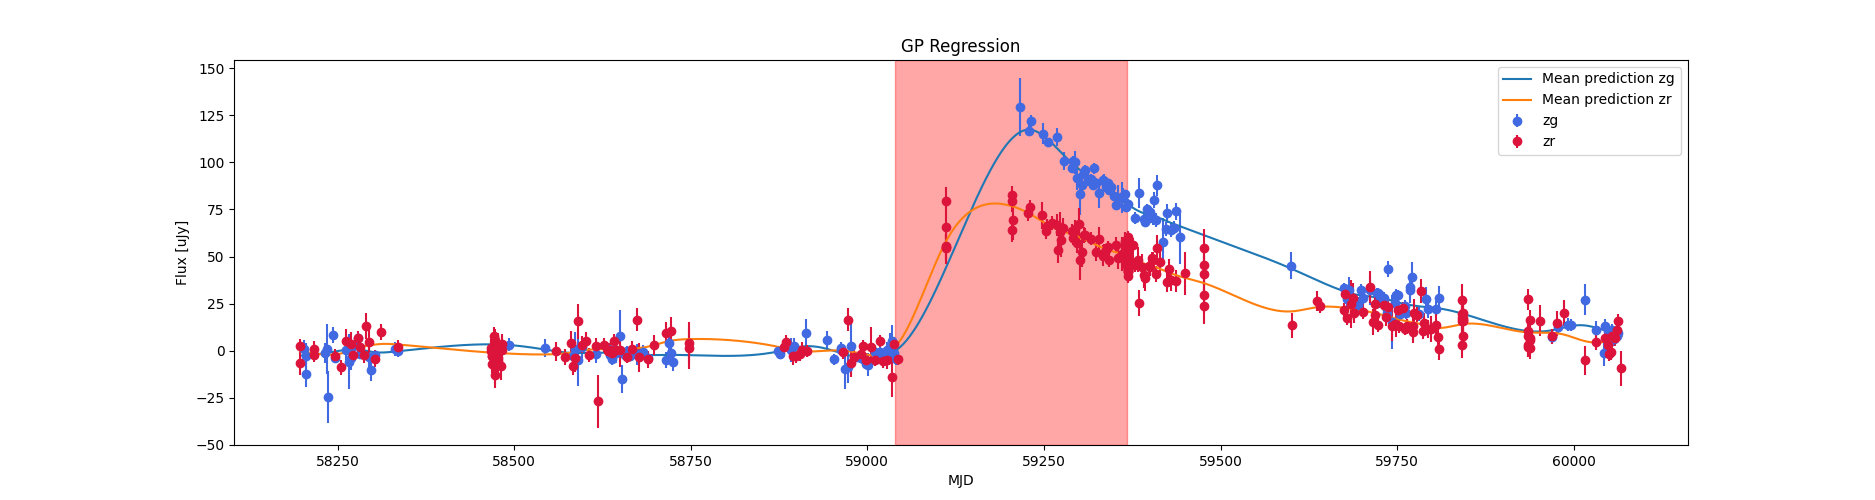 GP Regression
150
125
100
75
50
25
0
−25
−50
Flux [uJy]
58250
58500
58750
59000
59250
59500
59750
60000
MJD
Mean prediction zg
Mean prediction zr
zg
zr